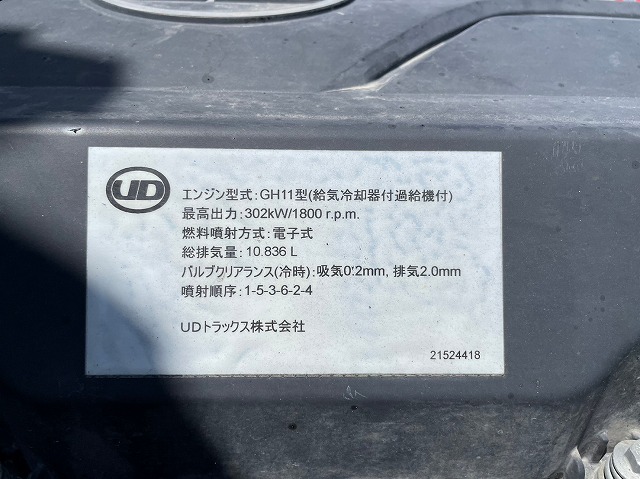 UD
エンジン型式:GH11型(給気冷却器付過給機付)
最高出力:302kW/1800 r.p.m.
燃料噴射方式:電子式
総排気量:10.836 L
バルブクリアランス(冷時):吸気0.2mm, 排気2.0mm
噴射順序:1-5-3-6-2-4
UDトラックス株式会社
21524418